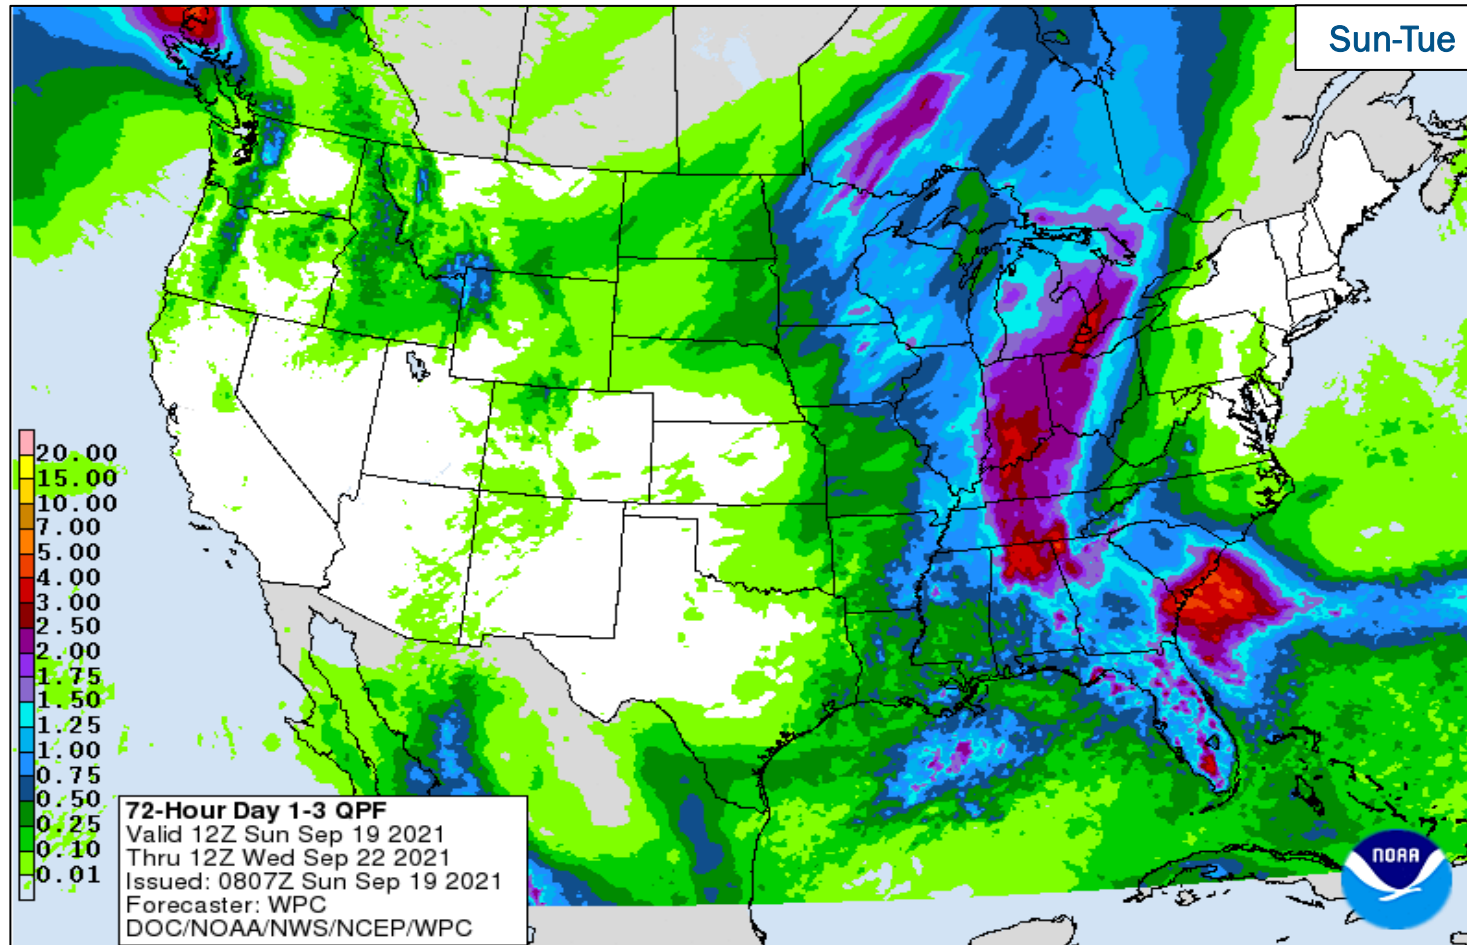 Sun-Tue
20.00
15.00
10.00
7.00
5.00
4.00
3.00
2.50
2.00
1.75
1.50
1.25
1.00
0.75
0.50
0.25
0.10
0.01
72-Hour Day 1-3 QPF
Valid 12Z Sun Sep 19 2021
Thru 12Z Wed Sep 22 2021
Issued: 0807Z Sun Sep 19 2021
Forecaster: WPC
DOC/NOAA/NWS/NCEP/WPC
NOAA